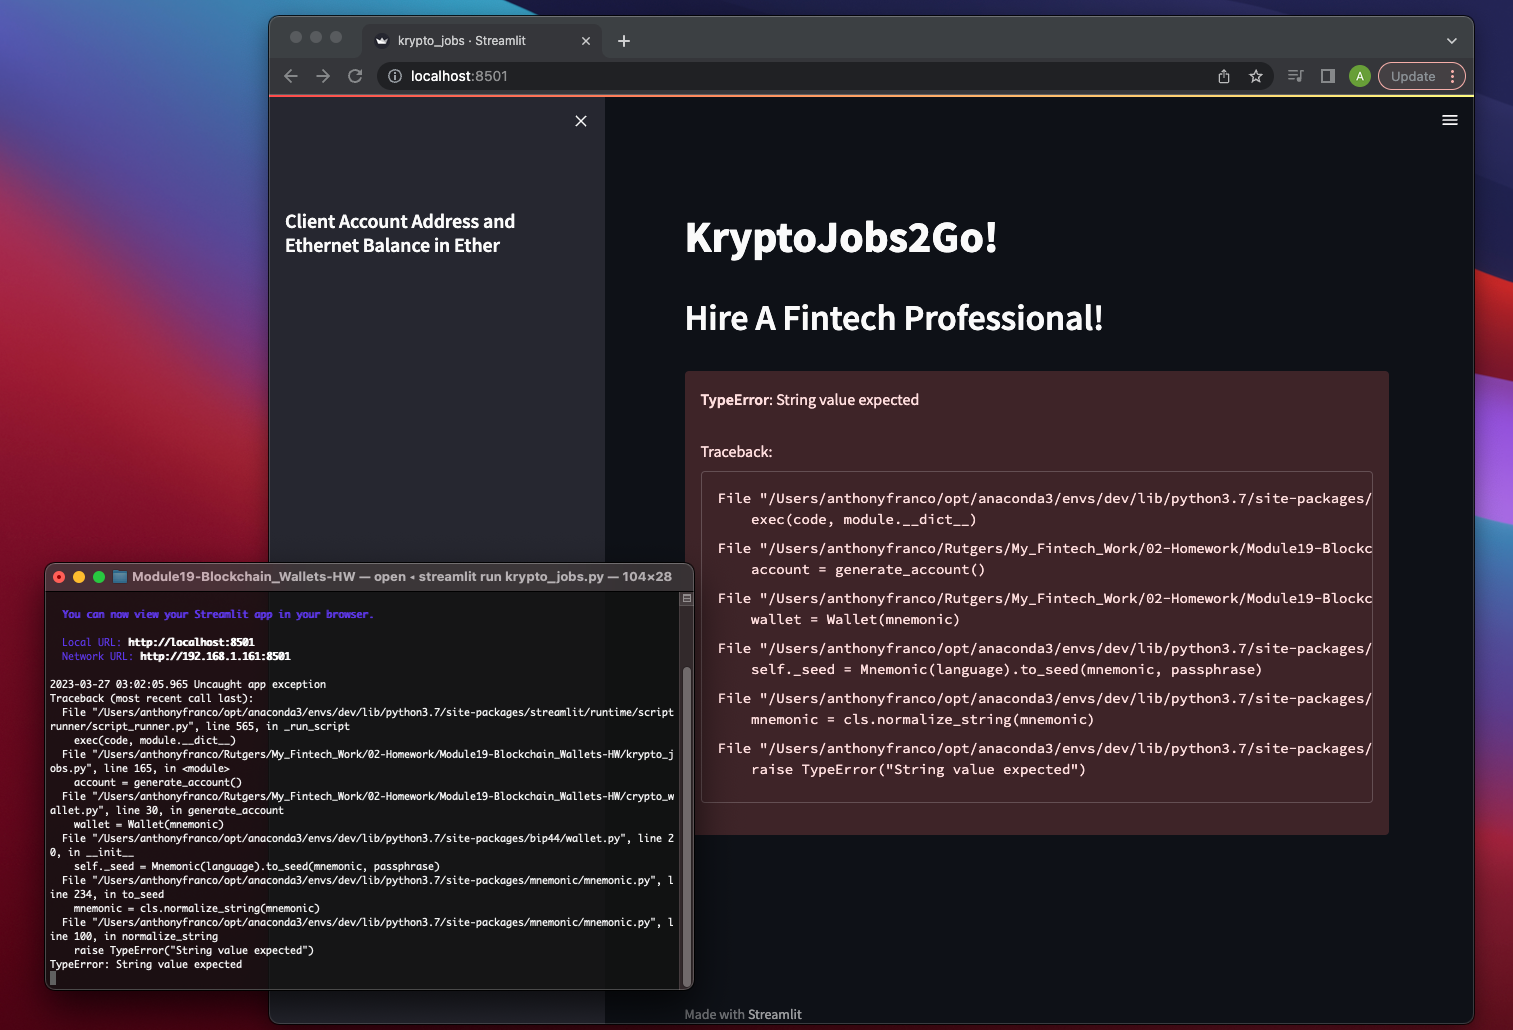 krypto_jobs · Streamlit
localhost:8501
A
Update
Client Account Address and
Ethernet Balance in Ether
KryptoJobs2Go!
Hire A Fintech Professional!
TypeError: String value expected
Traceback:
File "/Users/anthonyfranco/opt/anaconda3/envs/dev/lib/python3.7/site-packages/
exec(code, module.__dict__)
File "/Users/anthonyfranco/Rutgers/My_Fintech_Work/02-Homework/Module19-Blockc
account = generate_account()
File "/Users/anthonyfranco/Rutgers/My_Fintech_Work/02-Homework/Module19-Blockc
wallet = Wallet(mnemonic)
File "/Users/anthonyfranco/opt/anaconda3/envs/dev/lib/python3.7/site-packages/
self._seed = Mnemonic(language).to_seed(mnemonic, passphrase)
File "/Users/anthonyfranco/opt/anaconda3/envs/dev/lib/python3.7/site-packages/
mnemonic = cls.normalize_string(mnemonic)
File "/Users/anthonyfranco/opt/anaconda3/envs/dev/lib/python3.7/site-packages/
raise TypeError("String value expected")
Made with Streamlit
Module19-Blockchain_Wallets-HW — open ◂ streamlit run krypto_jobs.py — 104×28
You can now view your Streamlit app in your browser.
Local URL: http://localhost:8501
Network URL: http://192.168.1.161:8501
2023-03-27 03:02:05.965 Uncaught app exception
Traceback (most recent call last):
File "/Users/anthonyfranco/opt/anaconda3/envs/dev/lib/python3.7/site-packages/streamlit/runtime/script
runner/script_runner.py", line 565, in _run_script
exec(code, module.__dict__)
File "/Users/anthonyfranco/Rutgers/My_Fintech_Work/02-Homework/Module19-Blockchain_Wallets-HW/krypto_j
obs.py", line 165, in <module>
account = generate_account()
File "/Users/anthonyfranco/Rutgers/My_Fintech_Work/02-Homework/Module19-Blockchain_Wallets-HW/crypto_w
allet.py", line 30, in generate_account
wallet = Wallet(mnemonic)
File "/Users/anthonyfranco/opt/anaconda3/envs/dev/lib/python3.7/site-packages/bip44/wallet.py", line 2
0, in __init__
self._seed = Mnemonic(language).to_seed(mnemonic, passphrase)
File "/Users/anthonyfranco/opt/anaconda3/envs/dev/lib/python3.7/site-packages/mnemonic/mnemonic.py", l
ine 234, in to_seed
mnemonic = cls.normalize_string(mnemonic)
File "/Users/anthonyfranco/opt/anaconda3/envs/dev/lib/python3.7/site-packages/mnemonic/mnemonic.py", l
ine 100, in normalize_string
raise TypeError("String value expected")
TypeError: String value expected